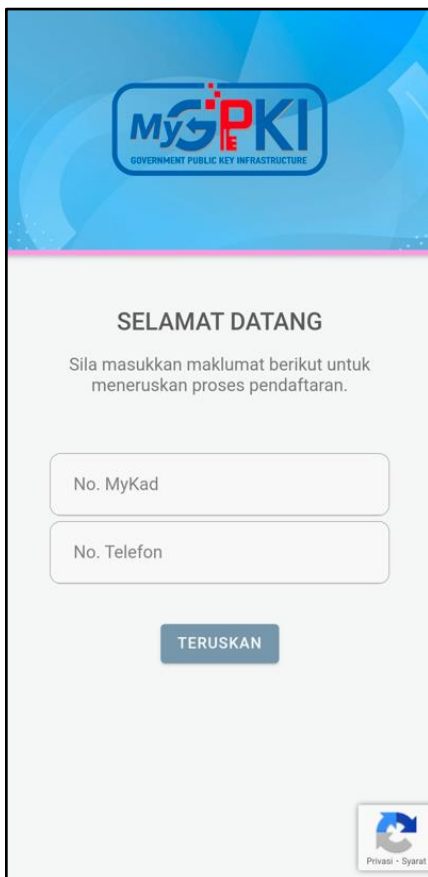 MyGPKI
GOVERNMENT PUBLIC KEY INFRASTRUCTURE
SELAMAT DATANG
Sila masukkan maklumat berikut untuk
meneruskan proses pendaftaran.
No. MyKad
No. Telefon
TERUSKAN
Privasi - Syarat